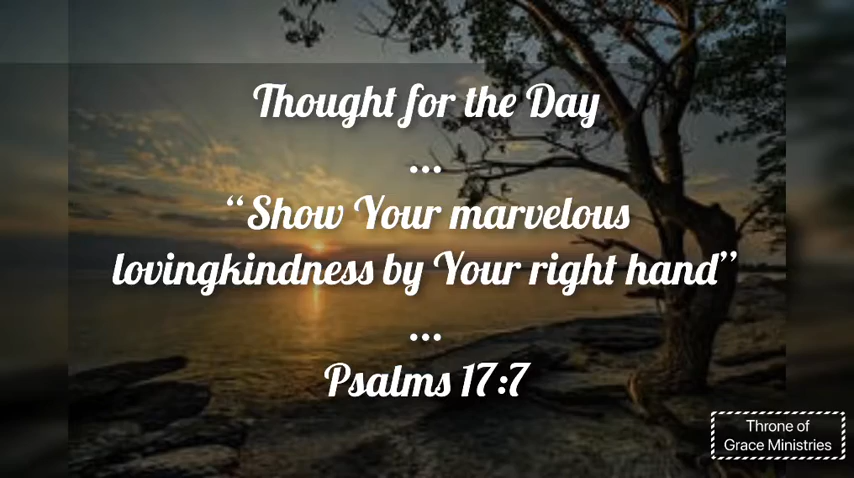 Thought for the Day
...
“Show Your marvelous
lovingkindness by Your right hand”
...
Psalms 17:7
Throne of
Grace Ministries